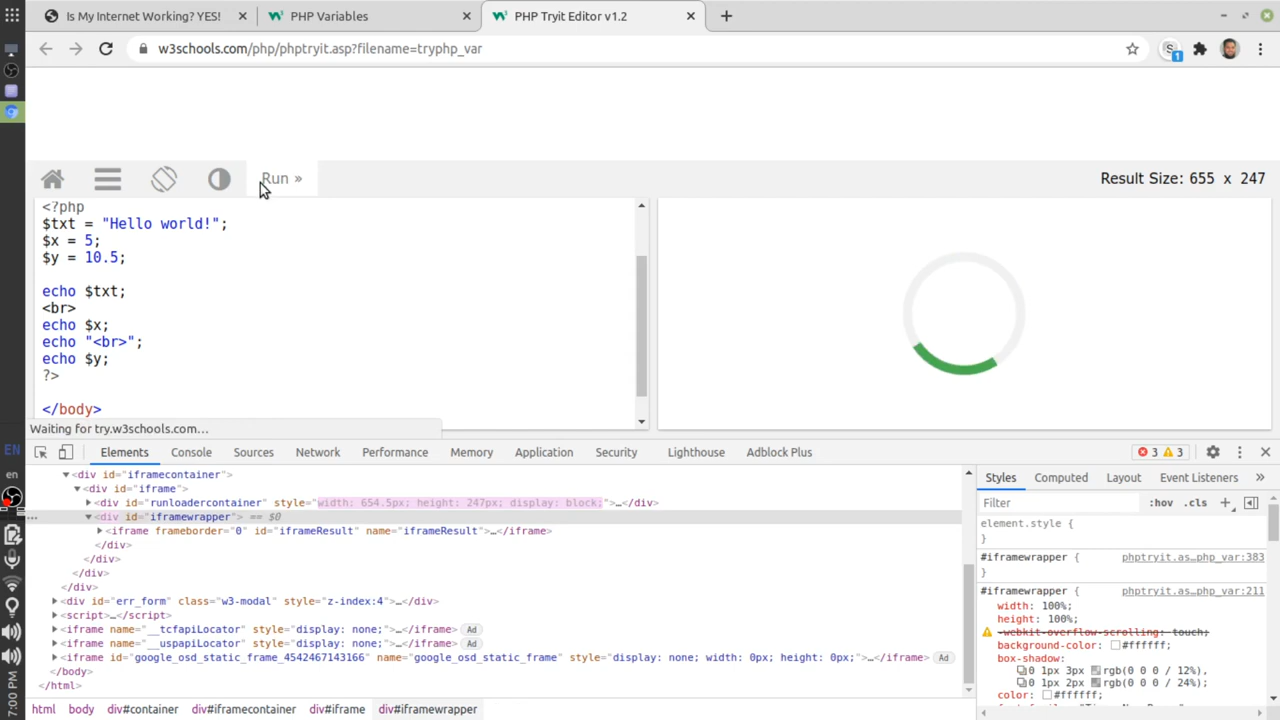 Is My Internet Working? YES!
PHP Variables
PHP Tryit Editor v1.2
w3schools.com/php/phptryit.asp?filename=tryphp_var
S 1
Run »
Result Size: 655 x 247
<?php
$txt = "Hello world!";
$x = 5;
$y = 10.5;
echo $txt;
<br>
echo $x;
echo "<br>";
echo $y;
?>
</body>
Waiting for try.w3schools.com...
Elements Console Sources Network Performance Memory Application Security Lighthouse Adblock Plus 3 3
<div id="iframecontainer">
<div id="iframe">
<div id="runloadercontainer" style="width: 654.5px; height: 247px; display: block;">…</div>
<div id="iframewrapper"> == $0
<iframe frameborder="0" id="iframeResult" name="iframeResult">…</iframe>
</div>
</div>
</div>
</div>
<div id="err_form" class="w3-modal" style="z-index:4">…</div>
<script>…</script>
<iframe name="__tcfapiLocator" style="display: none;">…</iframe> Ad
<iframe name="__uspapiLocator" style="display: none;">…</iframe> Ad
<iframe id="google_osd_static_frame_4542467143166" name="google_osd_static_frame" style="display: none; width: 0px; height: 0px;">…</iframe> Ad
</body>
</html>
html body div#container div#iframecontainer div#iframe div#iframewrapper
Styles Computed Layout Event Listeners »
Filter :hov .cls +
element.style {
}
#iframewrapper { phptryit.as…php_var:383
}
#iframewrapper { phptryit.as…php_var:211
width: 100%;
height: 100%;
-webkit-overflow-scrolling: touch;
background-color: #ffffff;
box-shadow:
0 1px 3px rgb(0 0 0 / 12%),
0 1px 2px rgb(0 0 0 / 24%);
color: #ffffff;
EN
en
7:00 PM